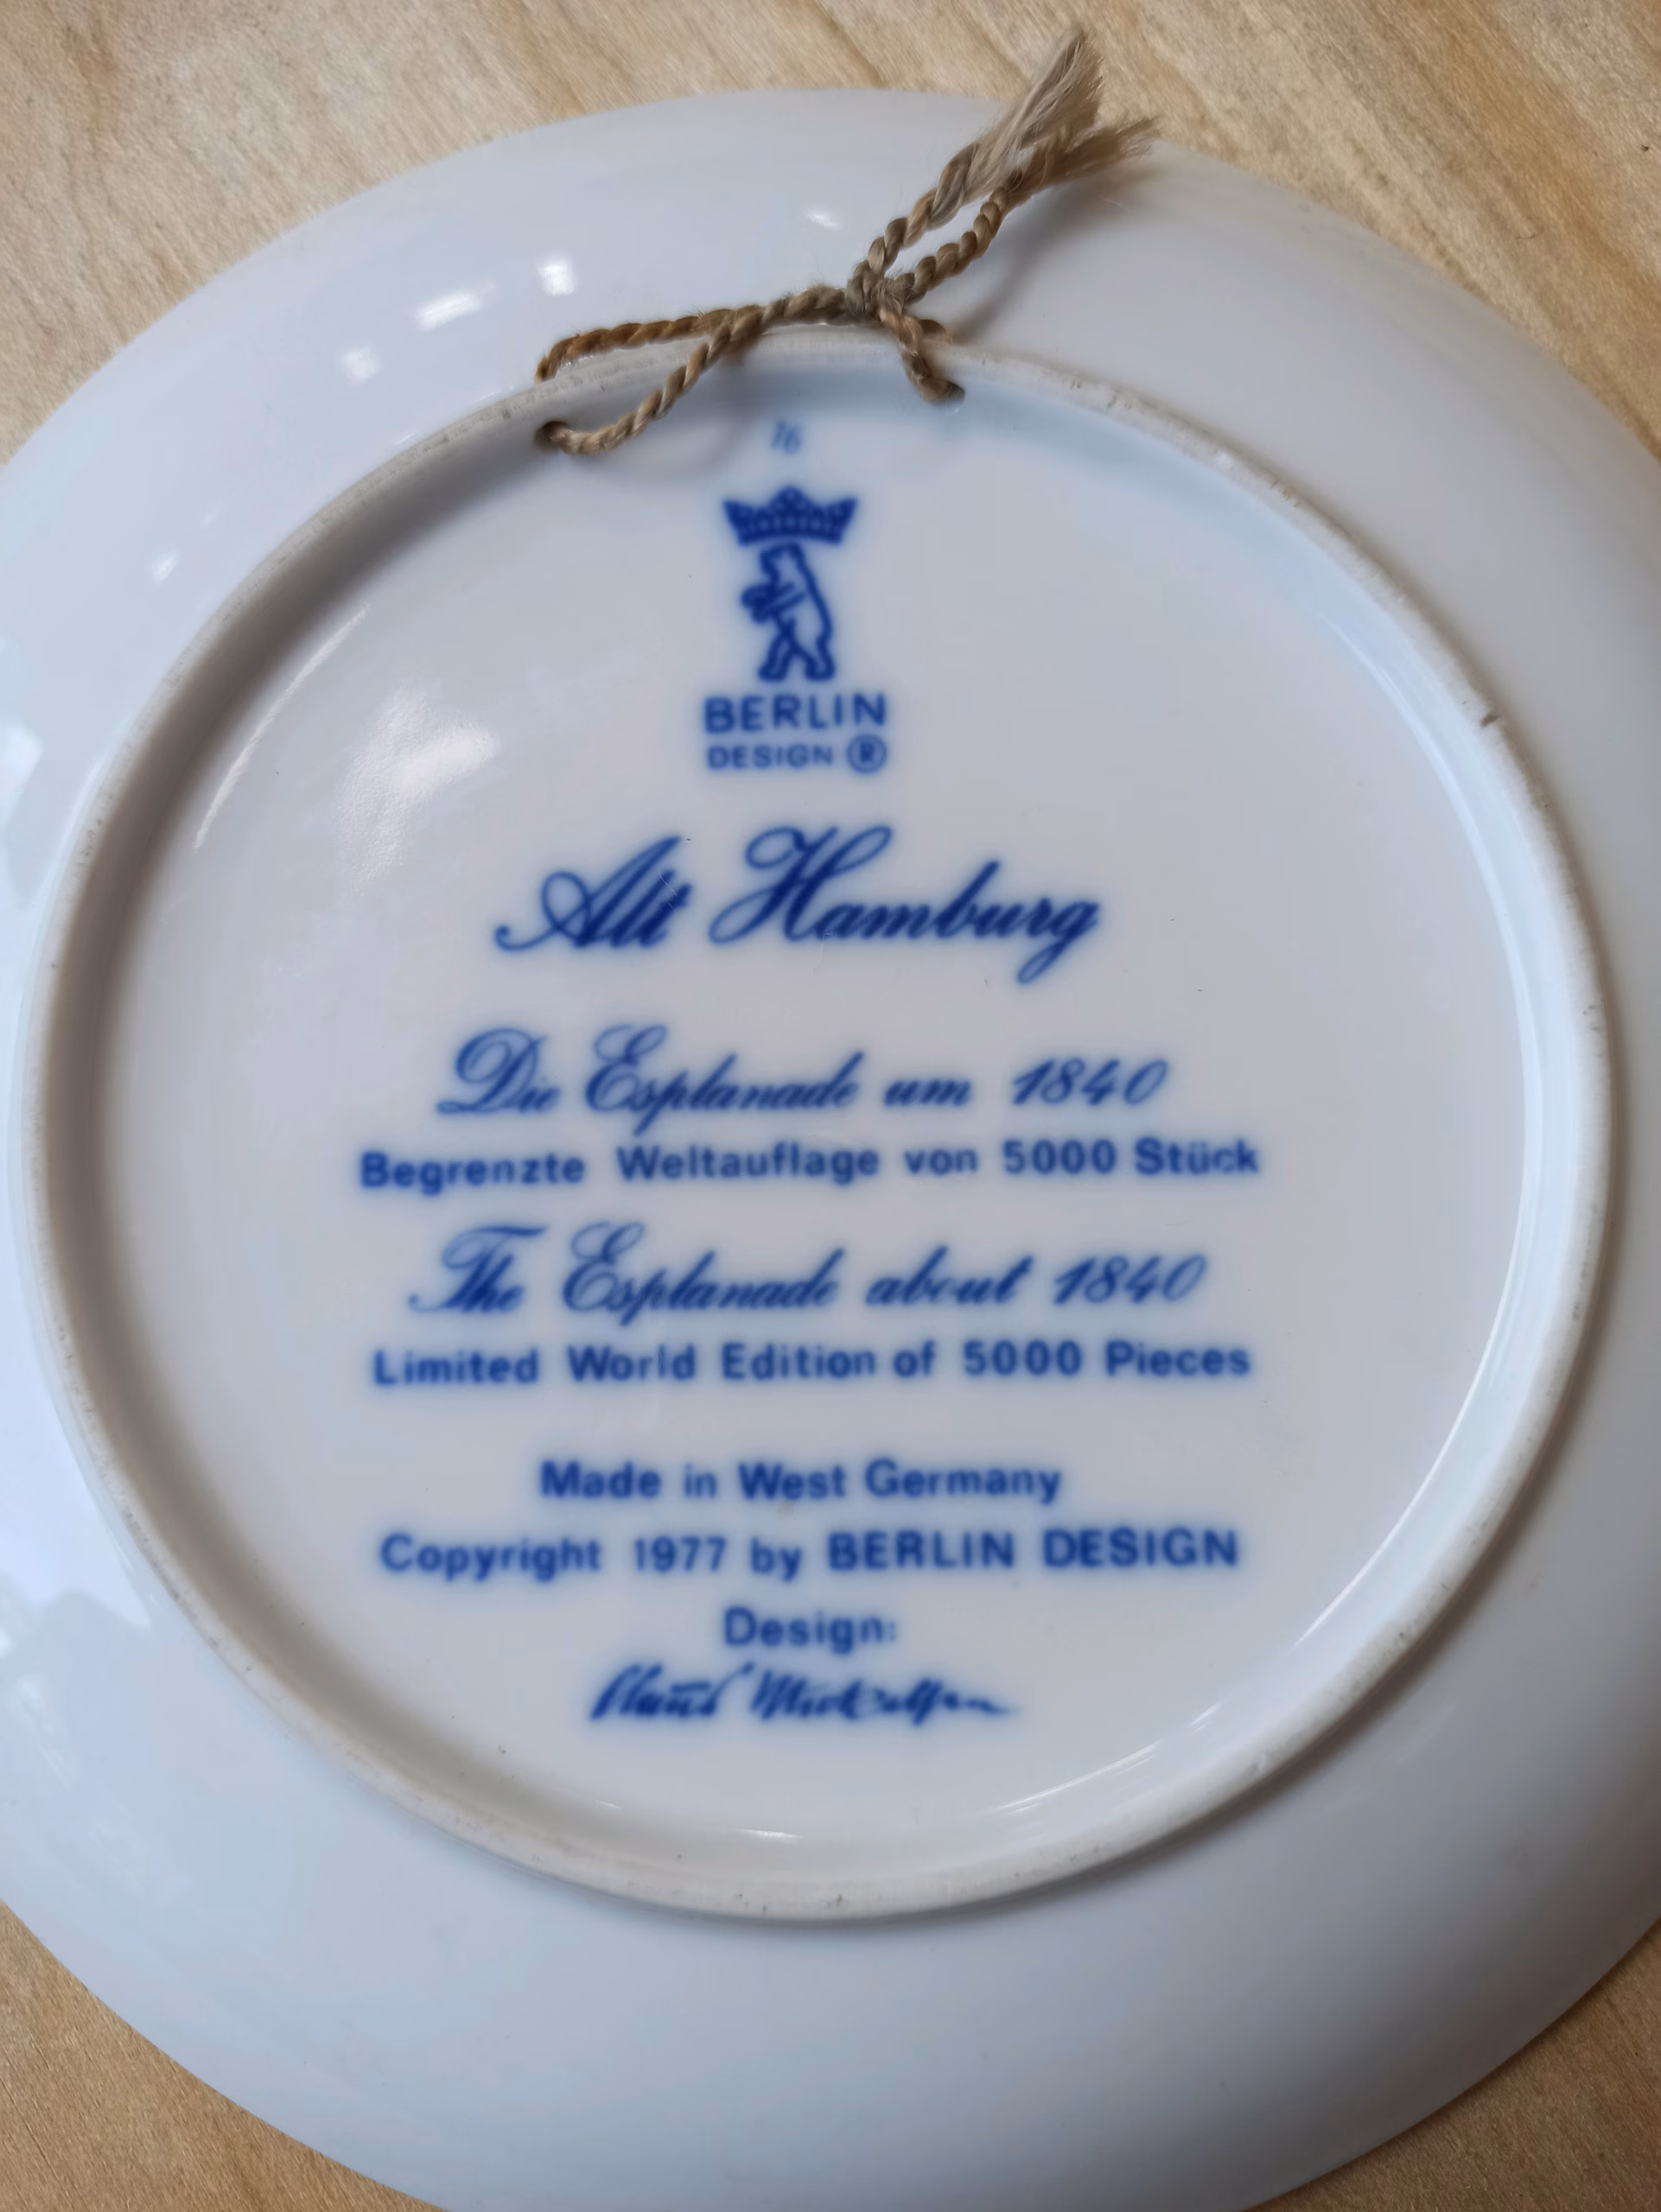 16
BERLIN
DESIGN ®
Alt Hamburg
Die Esplanade um 1840
Begrenzte Weltauflage von 5000 Stück
The Esplanade about 1840
Limited World Edition of 5000 Pieces
Made in West Germany
Copyright 1977 by BERLIN DESIGN
Design: